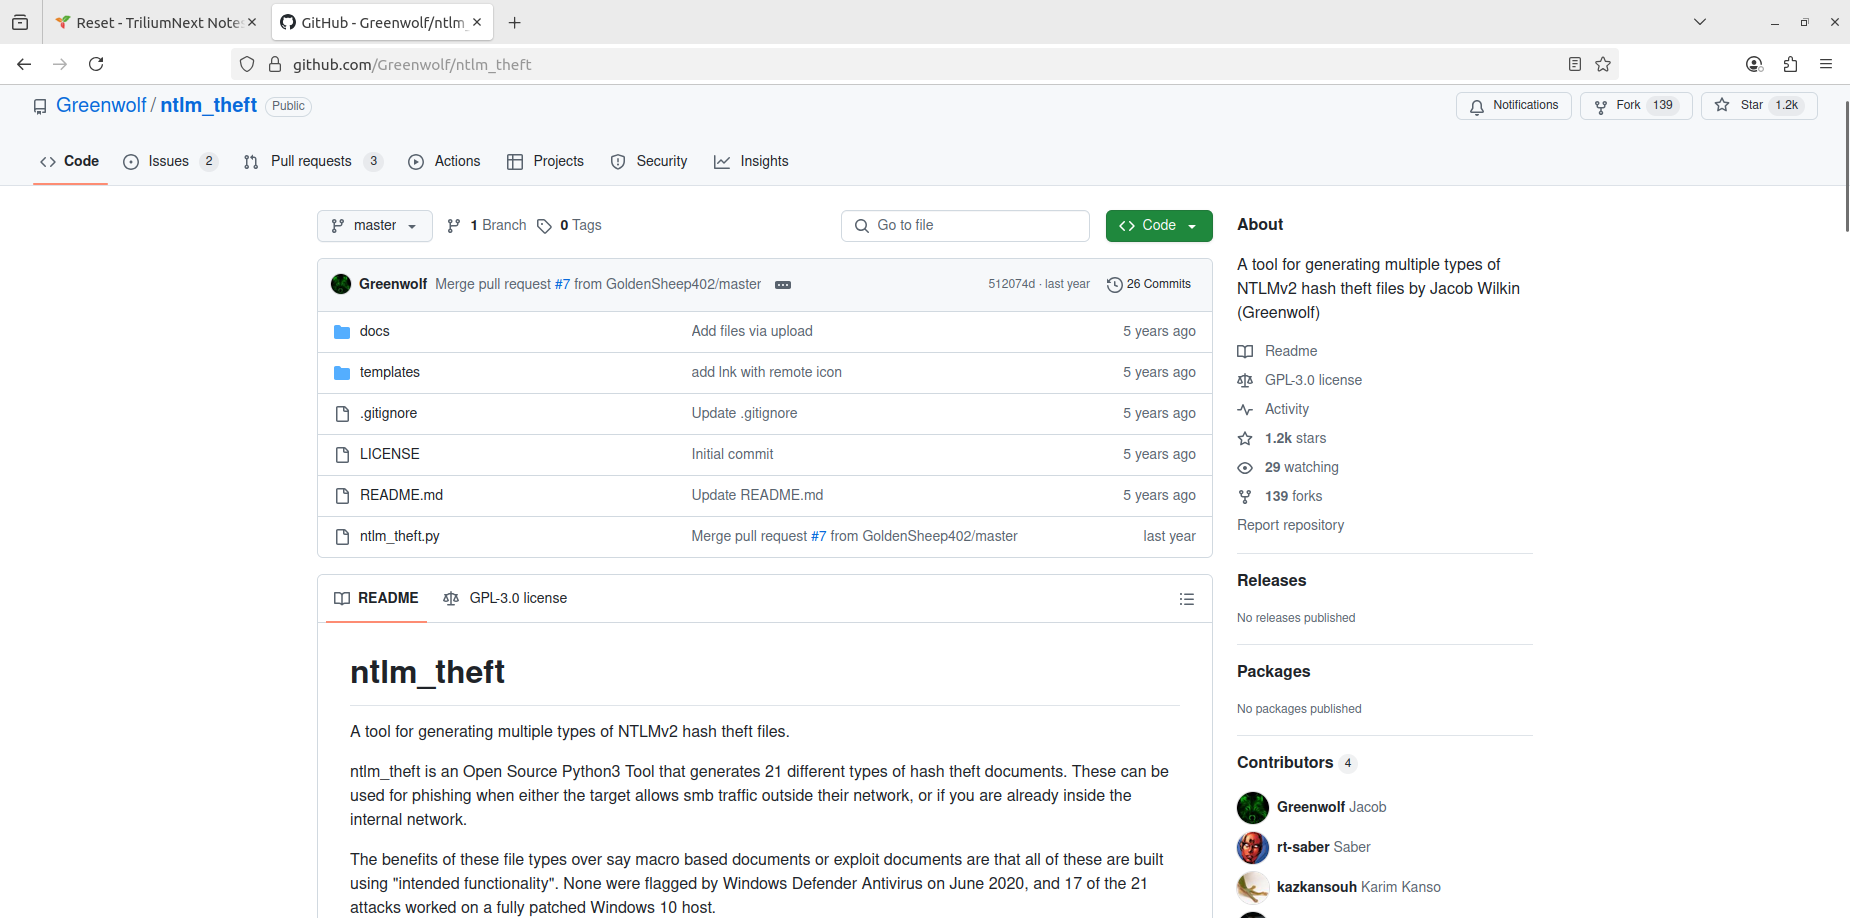 Reset - TriliumNext Note
GitHub - Greenwolf/ntlm_
github.com/Greenwolf/ntlm_theft
Greenwolf / ntlm_theft Public
Notifications Fork 139 Star 1.2k
Code Issues 2 Pull requests 3 Actions Projects Security Insights
master 1 Branch 0 Tags Go to file Code
Greenwolf Merge pull request #7 from GoldenSheep402/master 512074d · last year 26 Commits
docs Add files via upload 5 years ago
templates add lnk with remote icon 5 years ago
.gitignore Update .gitignore 5 years ago
LICENSE Initial commit 5 years ago
README.md Update README.md 5 years ago
ntlm_theft.py Merge pull request #7 from GoldenSheep402/master last year
README GPL-3.0 license
ntlm_theft
A tool for generating multiple types of NTLMv2 hash theft files.
ntlm_theft is an Open Source Python3 Tool that generates 21 different types of hash theft documents. These can be
used for phishing when either the target allows smb traffic outside their network, or if you are already inside the
internal network.
The benefits of these file types over say macro based documents or exploit documents are that all of these are built
using "intended functionality". None were flagged by Windows Defender Antivirus on June 2020, and 17 of the 21
attacks worked on a fully patched Windows 10 host.
About
A tool for generating multiple types of
NTLMv2 hash theft files by Jacob Wilkin
(Greenwolf)
Readme
GPL-3.0 license
Activity
1.2k stars
29 watching
139 forks
Report repository
Releases
No releases published
Packages
No packages published
Contributors 4
Greenwolf Jacob
rt-saber Saber
kazkansouh Karim Kanso